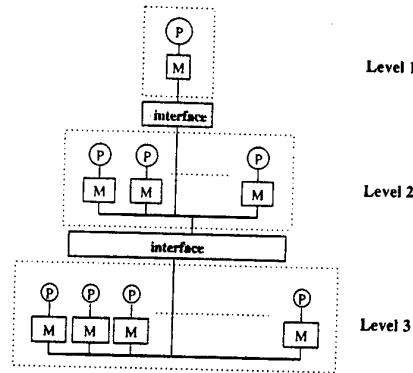 P
M
Level 1
interface
P P P
M M M
Level 2
interface
P P P P
M M M M
Level 3